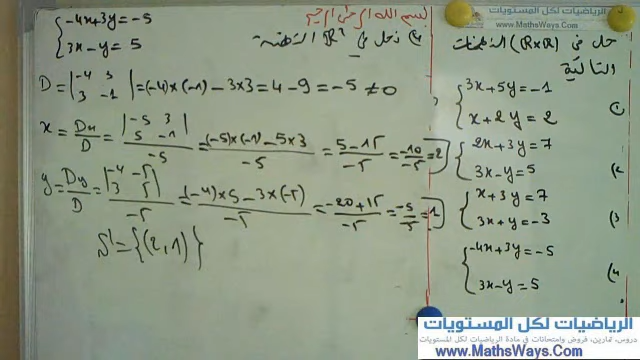 الرياضيات لكل المستويات
www.MathsWays.com
بسم الله الرحمن الرحيم
حل في (R×R) النظمات
التالية
3x+5y=-1
x+2y=2
(1
2x+3y=7
3x-y=5
(2
x+3y=7
3x+y=-3
(3
-4x+3y=-5
3x-y=5
(4
لنحل في R² النظمة
-4x+3y=-5
3x-y=5
D=|-4 3; 3 -1|=(-4)×(-1)-3×3=4-9=-5≠0
x=Dx/D=|-5 3; 5 -1|/-5=(-5)×(-1)-5×3/-5=5-15/-5=-10/-5=2
y=Dy/D=|-4 -5; 3 5|/-5=(-4)×5-3×(-5)/-5=-20+15/-5=-5/-5=1
S={(2,1)}
الرياضيات لكل المستويات
دروس، تمارين، فروض وامتحانات في مادة الرياضيات لكل المستويات
www.MathsWays.Com